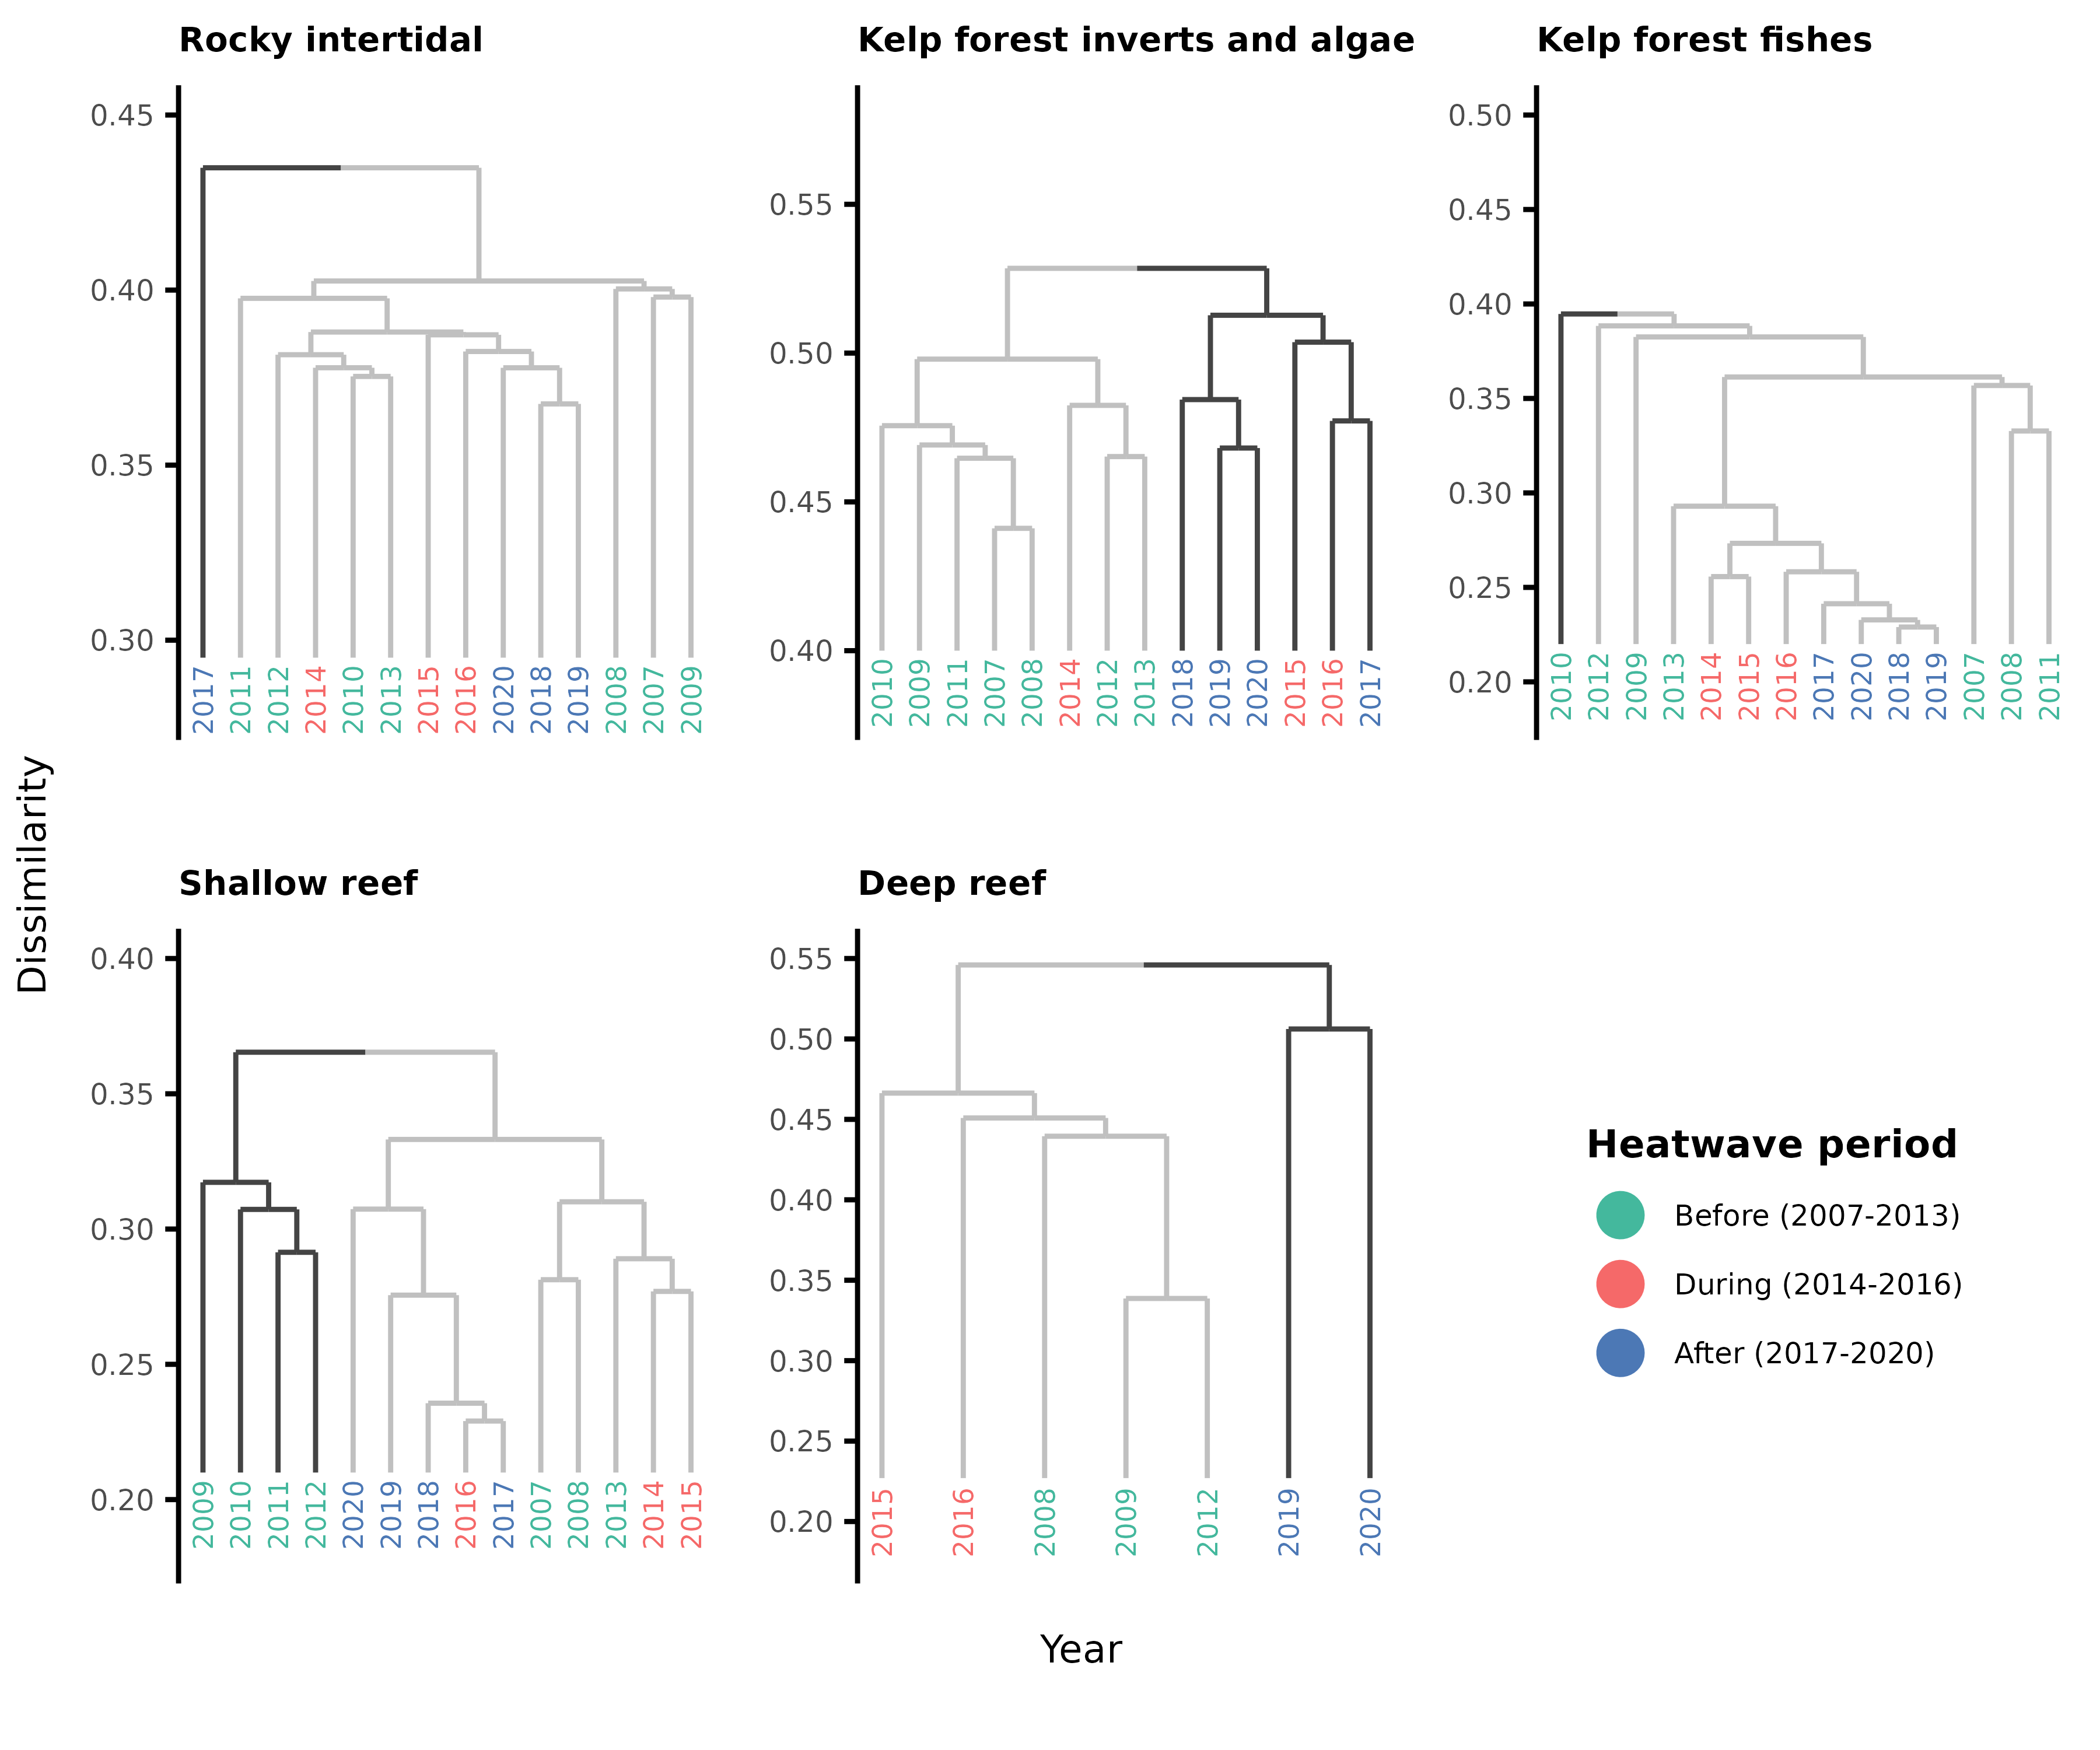 Rocky intertidal
0.45
0.40
0.35
0.30
2017 2011 2012 2014 2010 2013 2015 2016 2020 2018 2019 2008 2007 2009
Kelp forest inverts and algae
0.55
0.50
0.45
0.40
2010 2009 2011 2007 2008 2014 2012 2013 2018 2019 2020 2015 2016 2017
Kelp forest fishes
0.50
0.45
0.40
0.35
0.30
0.25
0.20
2010 2012 2009 2013 2014 2015 2016 2017 2020 2018 2019 2007 2008 2011
Dissimilarity
Shallow reef
0.40
0.35
0.30
0.25
0.20
2009 2010 2011 2012 2020 2019 2018 2016 2017 2007 2008 2013 2014 2015
Deep reef
0.55
0.50
0.45
0.40
0.35
0.30
0.25
0.20
2015 2016 2008 2009 2012 2019 2020
Heatwave period
Before (2007-2013)
During (2014-2016)
After (2017-2020)
Year